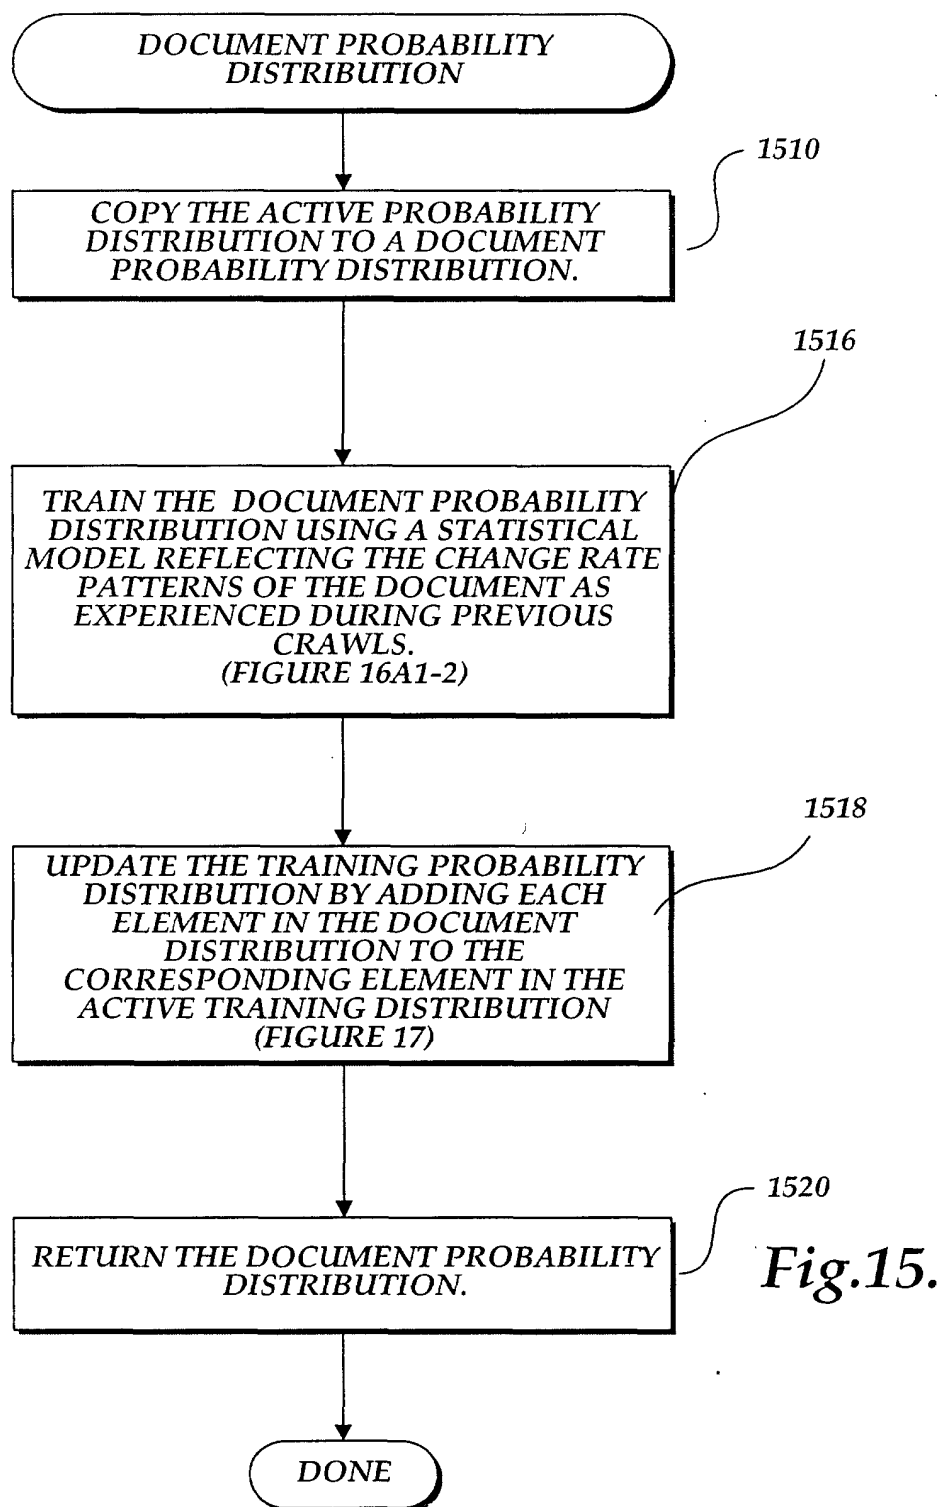 DOCUMENT PROBABILITY
DISTRIBUTION
1510
COPY THE ACTIVE PROBABILITY
DISTRIBUTION TO A DOCUMENT
PROBABILITY DISTRIBUTION.
1516
TRAIN THE DOCUMENT PROBABILITY
DISTRIBUTION USING A STATISTICAL
MODEL REFLECTING THE CHANGE RATE
PATTERNS OF THE DOCUMENT AS
EXPERIENCED DURING PREVIOUS
CRAWLS.
(FIGURE 16A1-2)
1518
UPDATE THE TRAINING PROBABILITY
DISTRIBUTION BY ADDING EACH
ELEMENT IN THE DOCUMENT
DISTRIBUTION TO THE
CORRESPONDING ELEMENT IN THE
ACTIVE TRAINING DISTRIBUTION
(FIGURE 17)
1520
RETURN THE DOCUMENT PROBABILITY
DISTRIBUTION.
Fig.15.
DONE